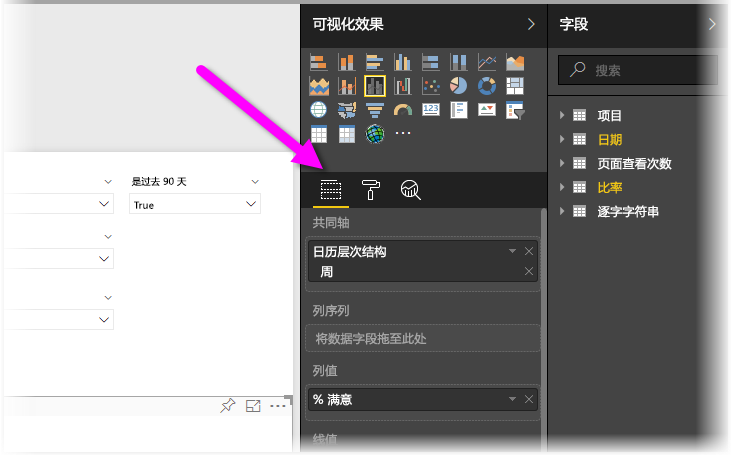 可视化效果
字段
搜索
123
项目
日期
页面查看次数
比率
逐字字符串
是过去 90 天
True
共同轴
日历层次结构
周
列序列
将数据字段拖至此处
列值
% 满意
线值